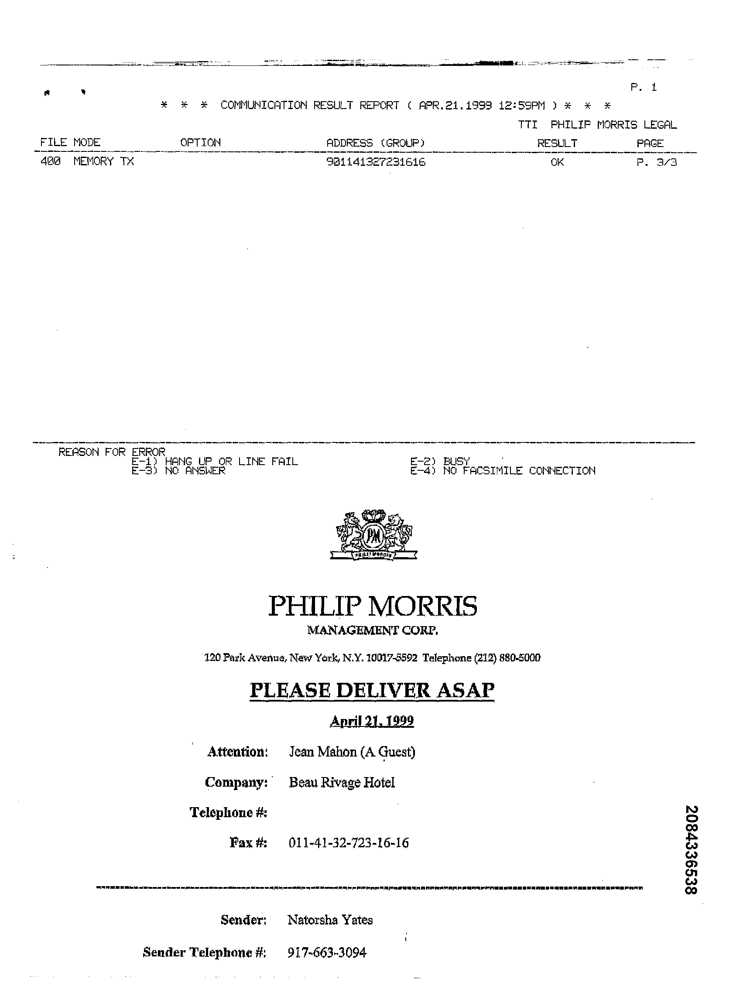 P. 1
* * * COMMUNICATION RESULT REPORT ( APR.21.1999 12:59PM ) * * *
TTI PHILIP MORRIS LEGAL
FILE MODE OPTION ADDRESS (GROUP) RESULT PAGE
400 MEMORY TX 901141327231616 OK P. 3/3
REASON FOR ERROR
E-1) HANG UP OR LINE FAIL E-2) BUSY
E-3) NO ANSWER E-4) NO FACSIMILE CONNECTION
PM
PHILIP MORRIS
PHILIP MORRIS
MANAGEMENT CORP.
120 Park Avenue, New York, N.Y. 10017-5592 Telephone (212) 880-5000
PLEASE DELIVER ASAP
April 21, 1999
Attention: Jean Mahon (A Guest)
Company: Beau Rivage Hotel
Telephone #:
Fax #: 011-41-32-723-16-16
2084336538
Sender: Natorsha Yates
Sender Telephone #: 917-663-3094